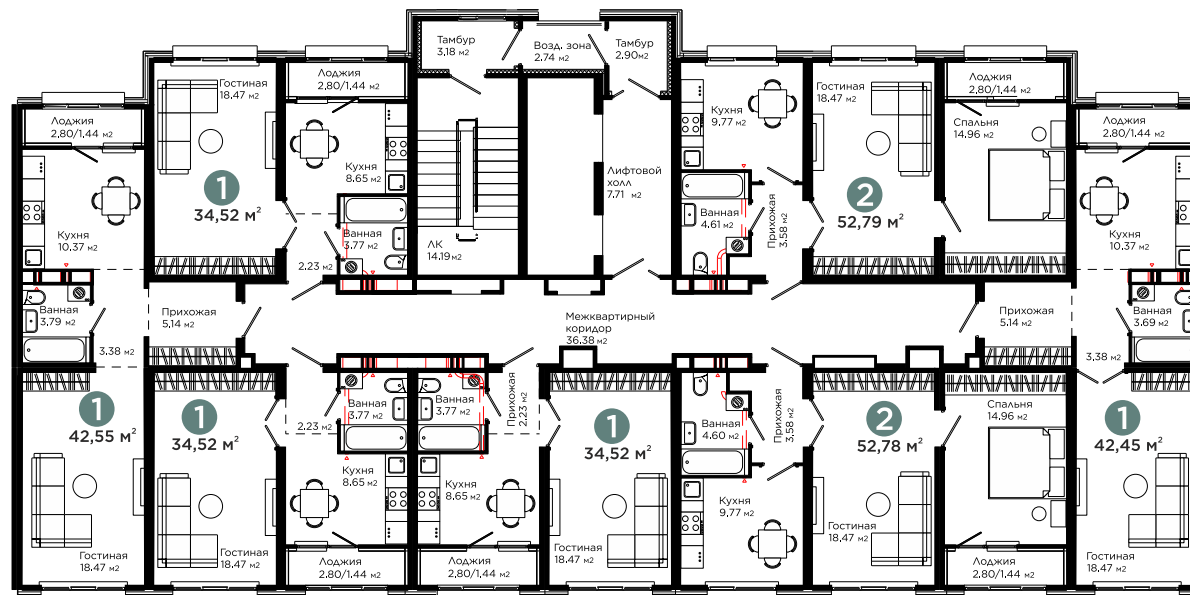 Тамбур
3,18 м2
Возд. зона
2.74 м2
Тамбур
2.90м2
Лоджия
2.80/1.44 м2
Гостиная
18.47 м2
Лоджия
2,80/1,44 м2
Кухня
8.65 м2
1
34,52 м²
Кухня
10.37 м2
Ванная
3.77 м2
2.23 м2
ЛК
14.19м2
Лифтовой
холл
7.71 м2
Кухня
9.77 м2
Гостиная
18.47 м2
Лоджия
2,80/1,44 м2
Спальня
14.96 м2
Лоджия
2.80/1.44 м2
Ванная
4.61 м2
Прихожая
3.58 м2
2
52,79 м²
Кухня
10.37 м2
Ванная
3.79 м2
Прихожая
5.14 м2
3.38 м2
Межквартирный
коридор
36.38 м2
Прихожая
5.14 м2
Ванная
3.69 м2
3,38 м2
1
42,55 м²
1
34,52 м²
2.23 м2
Ванная
3.77 м2
Ванная
3.77 м2
Прихожая
2.23 м2
1
34,52 м²
Ванная
4.60 м2
Прихожая
3.58 м2
2
52,78 м²
Спальня
14.96 м2
1
42,45 м²
Кухня
8.65 м2
Кухня
8.65 м2
Кухня
9.77 м2
Гостиная
18.47 м2
Гостиная
18.47 м2
Лоджия
2.80/1.44 м2
Лоджия
2,80/1.44 м2
Гостиная
18.47 м2
Гостиная
18.47 м2
Лоджия
2.80/1.44 м2
Гостиная
18.47 м2